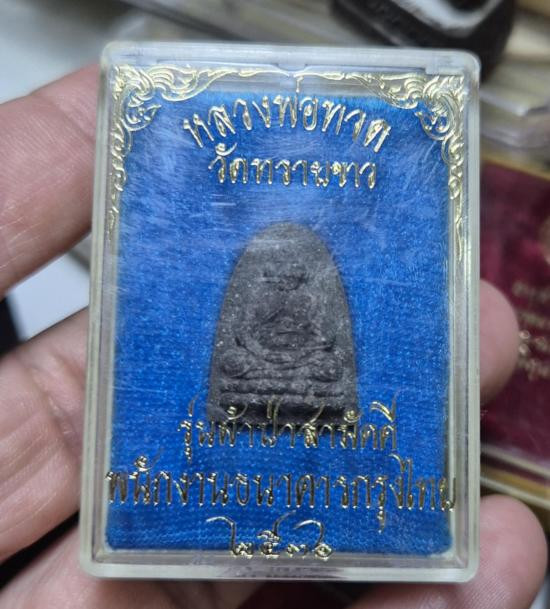 หลวงพ่อทวด
วัดทรายขาว
รุ่นผ้าป่าสามัคคี
พนักงานธนาคารกรุงไทย
๒๕๓๖